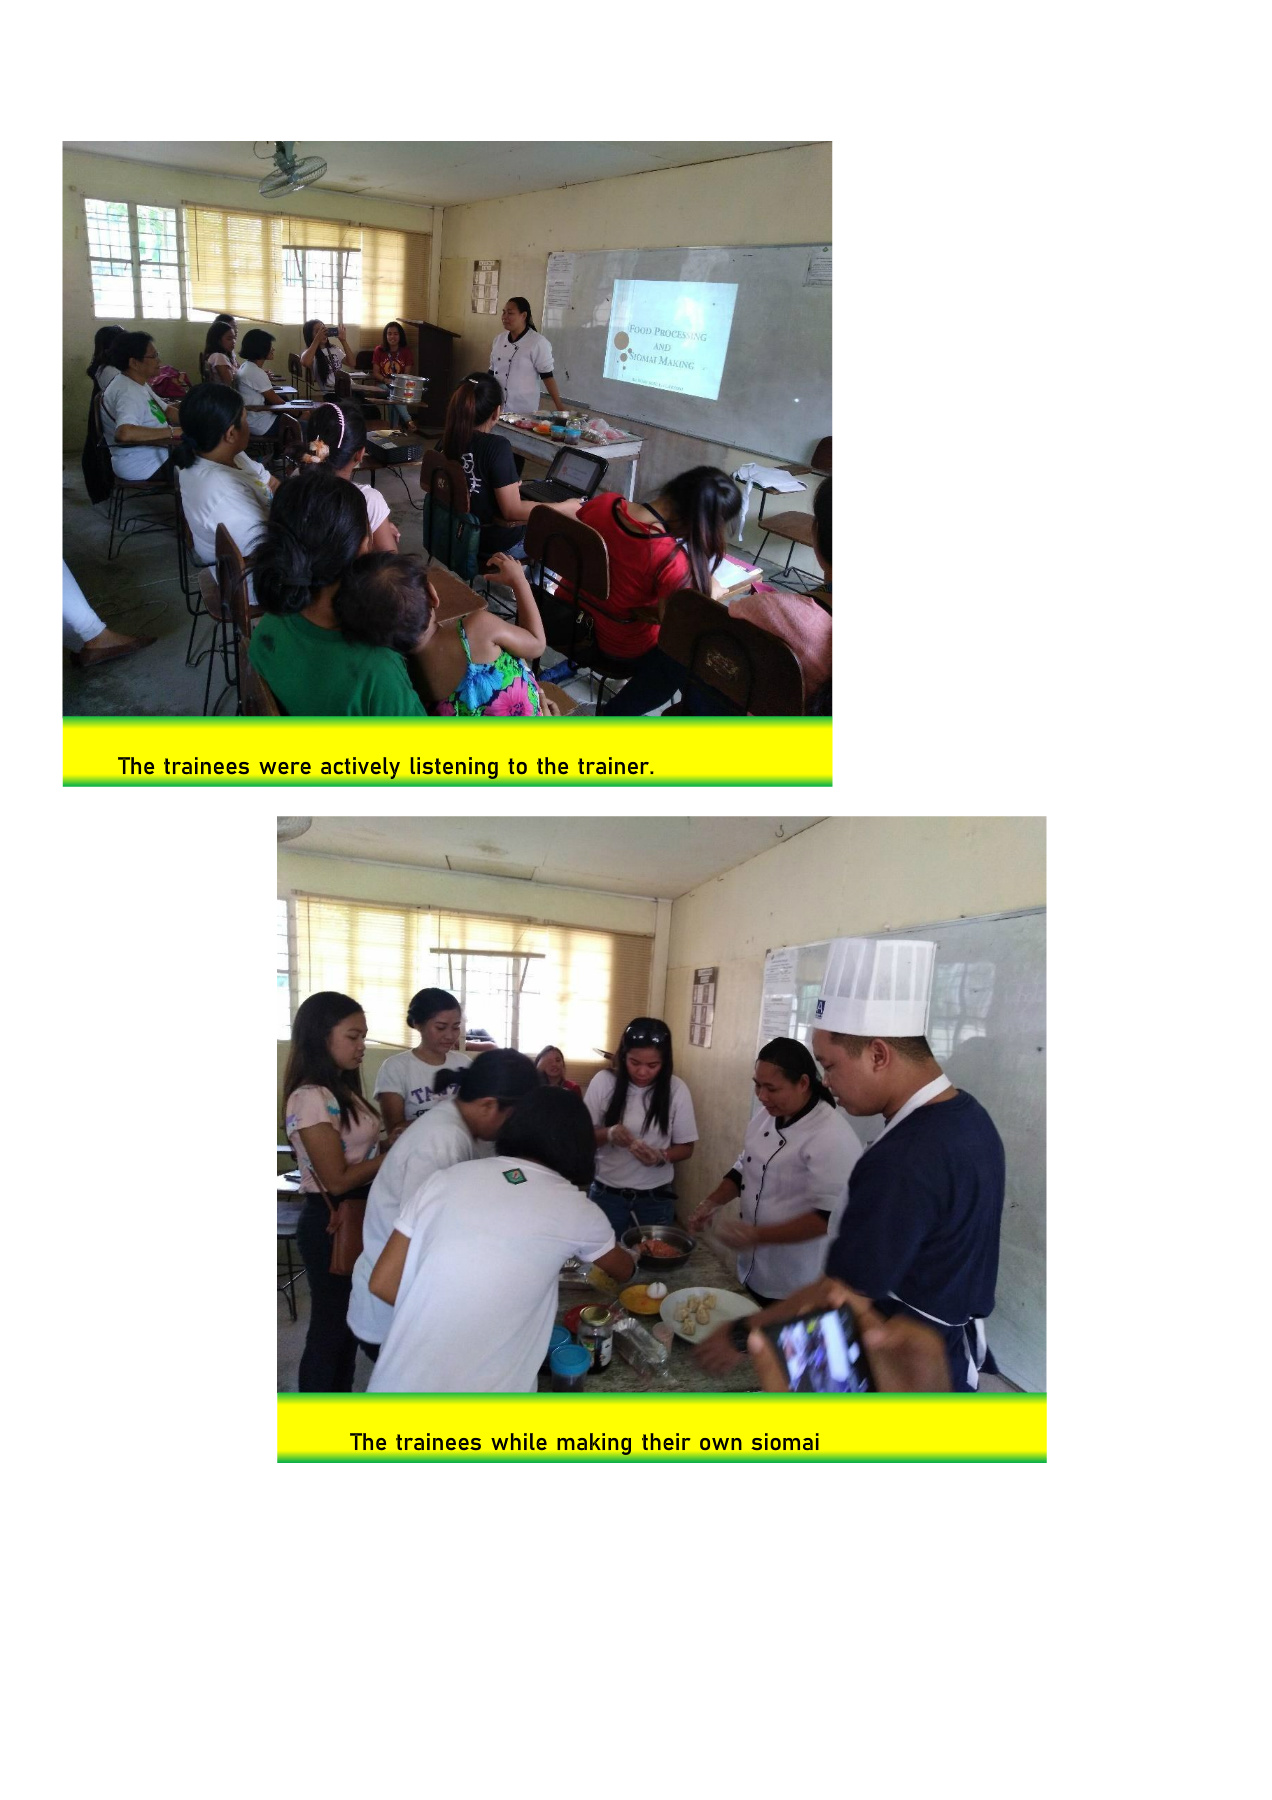 FOOD PROCESSING
AND
SIOMAI MAKING
The trainees were actively listening to the trainer.
The trainees while making their own siomai